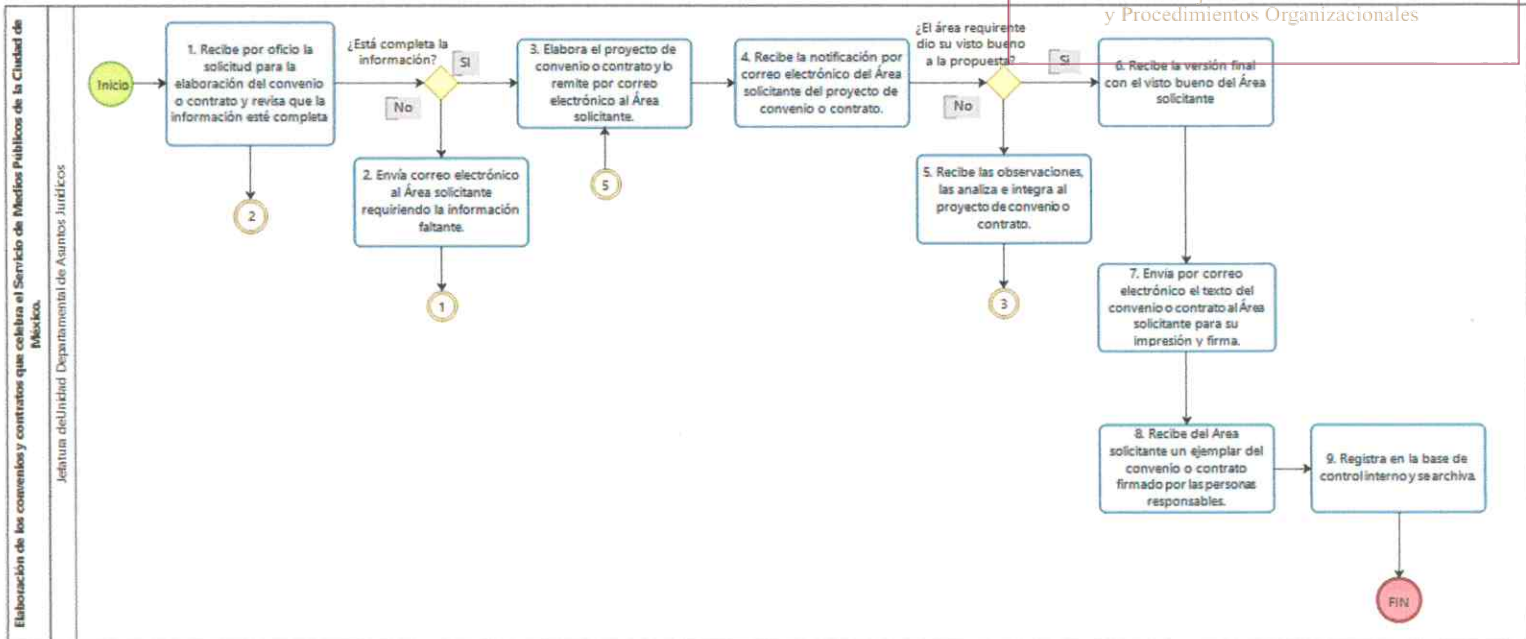 y Procedimientos Organizacionales
Elaboración de los convenios y contratos que celebra el Servicio de Medios Públicos de la Ciudad de
México.
Jefatura de Unidad Departamental de Asuntos Jurídicos
Inicio
1. Recibe por oficio la
solicitud para la
elaboración del convenio
o contrato y revisa que la
información esté completa
2
¿Está completa la
información?
Si
No
2. Envía correo electrónico
al Área solicitante
requiriendo la información
faltante.
1
3. Elabora el proyecto de
convenio o contrato y lo
remite por correo
electrónico al Área
solicitante.
5
4. Recibe la notificación por
correo electrónico del Área
solicitante del proyecto de
convenio o contrato.
¿El área requirente
dio su visto bueno
a la propuesta?
Si
No
5. Recibe las observaciones,
las analiza e integra al
proyecto de convenio o
contrato.
3
6. Recibe la versión final
con el visto bueno del Área
solicitante
7. Envía por correo
electrónico el texto del
convenio o contrato al Área
solicitante para su
impresión y firma.
8. Recibe del Area
solicitante un ejemplar del
convenio o contrato
firmado por las personas
responsables.
9. Registra en la base de
control interno y se archiva.
FIN